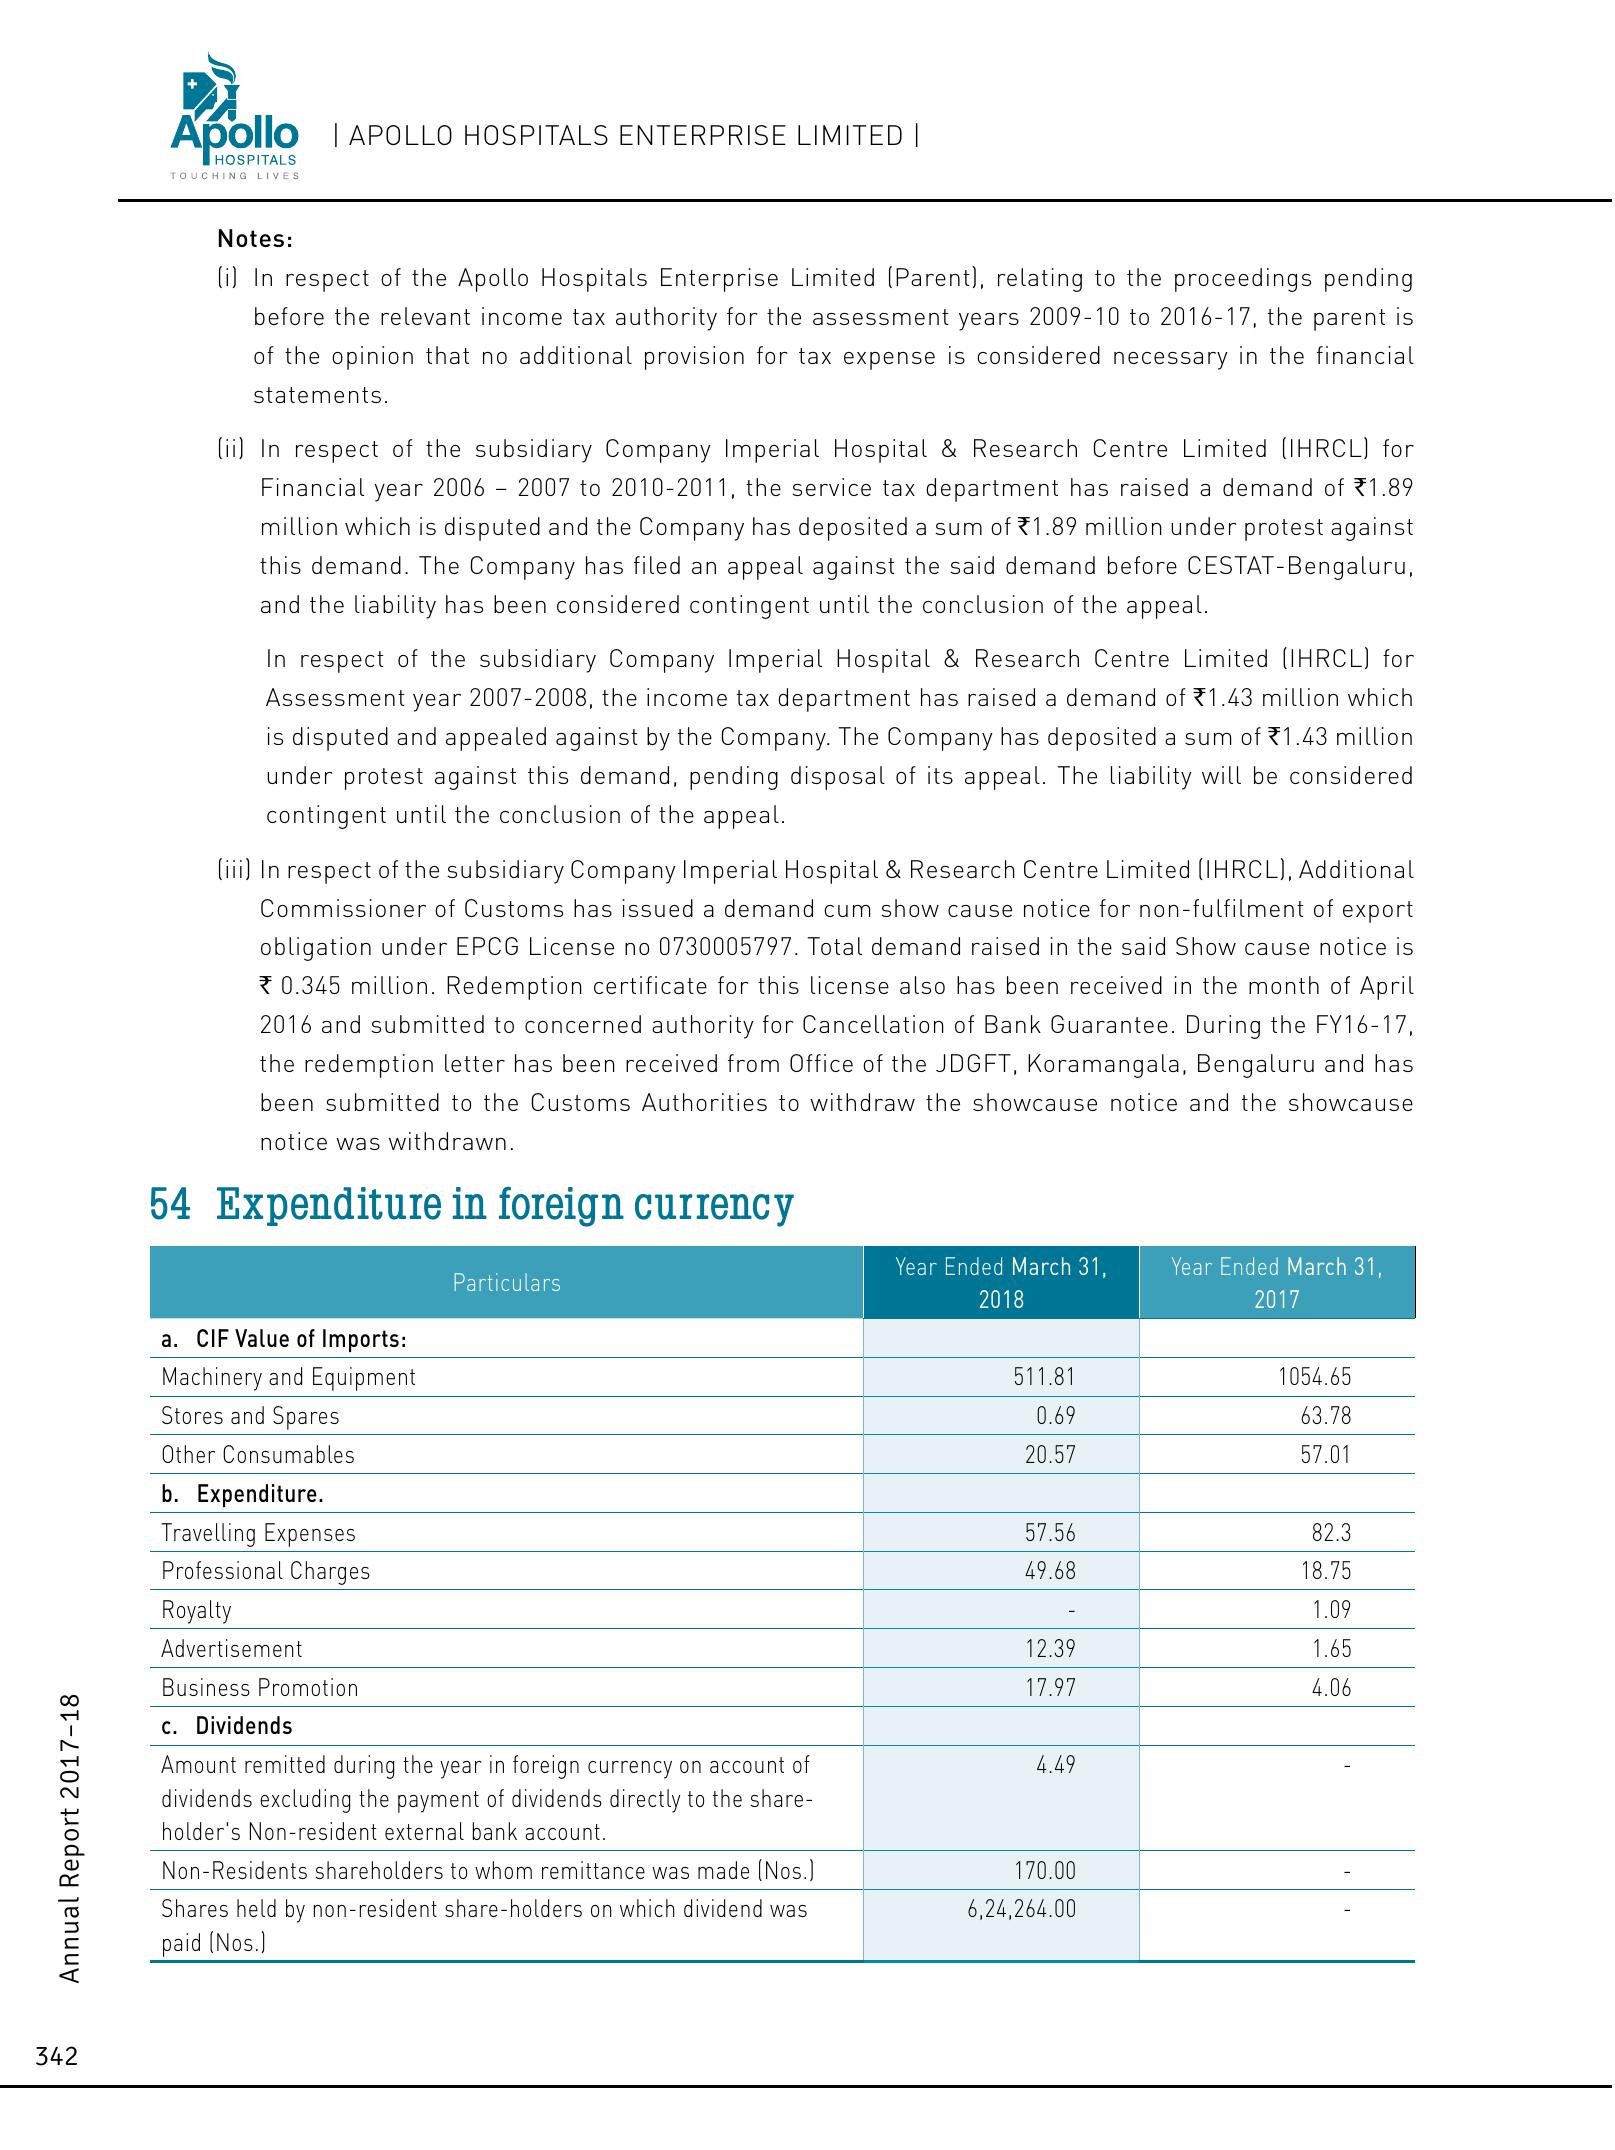 Apollo
HOSPITALS
TOUCHING LIVES
| APOLLO HOSPITALS ENTERPRISE LIMITED |
Notes:
(i) In respect of the Apollo Hospitals Enterprise Limited (Parent), relating to the proceedings pending
before the relevant income tax authority for the assessment years 2009-10 to 2016-17, the parent is
of the opinion that no additional provision for tax expense is considered necessary in the financial
statements.
(ii) In respect of the subsidiary Company Imperial Hospital & Research Centre Limited (IHRCL) for
Financial year 2006 – 2007 to 2010-2011, the service tax department has raised a demand of ₹1.89
million which is disputed and the Company has deposited a sum of ₹1.89 million under protest against
this demand. The Company has filed an appeal against the said demand before CESTAT-Bengaluru,
and the liability has been considered contingent until the conclusion of the appeal.
In respect of the subsidiary Company Imperial Hospital & Research Centre Limited (IHRCL) for
Assessment year 2007-2008, the income tax department has raised a demand of ₹1.43 million which
is disputed and appealed against by the Company. The Company has deposited a sum of ₹1.43 million
under protest against this demand, pending disposal of its appeal. The liability will be considered
contingent until the conclusion of the appeal.
(iii) In respect of the subsidiary Company Imperial Hospital & Research Centre Limited (IHRCL), Additional
Commissioner of Customs has issued a demand cum show cause notice for non-fulfilment of export
obligation under EPCG License no 0730005797. Total demand raised in the said Show cause notice is
₹ 0.345 million. Redemption certificate for this license also has been received in the month of April
2016 and submitted to concerned authority for Cancellation of Bank Guarantee. During the FY16-17,
the redemption letter has been received from Office of the JDGFT, Koramangala, Bengaluru and has
been submitted to the Customs Authorities to withdraw the showcause notice and the showcause
notice was withdrawn.
54 Expenditure in foreign currency
Particulars Year Ended March 31, 2018 Year Ended March 31, 2017
a. CIF Value of Imports:
Machinery and Equipment 511.81 1054.65
Stores and Spares 0.69 63.78
Other Consumables 20.57 57.01
b. Expenditure.
Travelling Expenses 57.56 82.3
Professional Charges 49.68 18.75
Royalty - 1.09
Advertisement 12.39 1.65
Business Promotion 17.97 4.06
c. Dividends
Amount remitted during the year in foreign currency on account of 4.49 -
dividends excluding the payment of dividends directly to the share-
holder's Non-resident external bank account.
Non-Residents shareholders to whom remittance was made (Nos.) 170.00 -
Shares held by non-resident share-holders on which dividend was 6,24,264.00 -
paid (Nos.)
Annual Report 2017-18
342